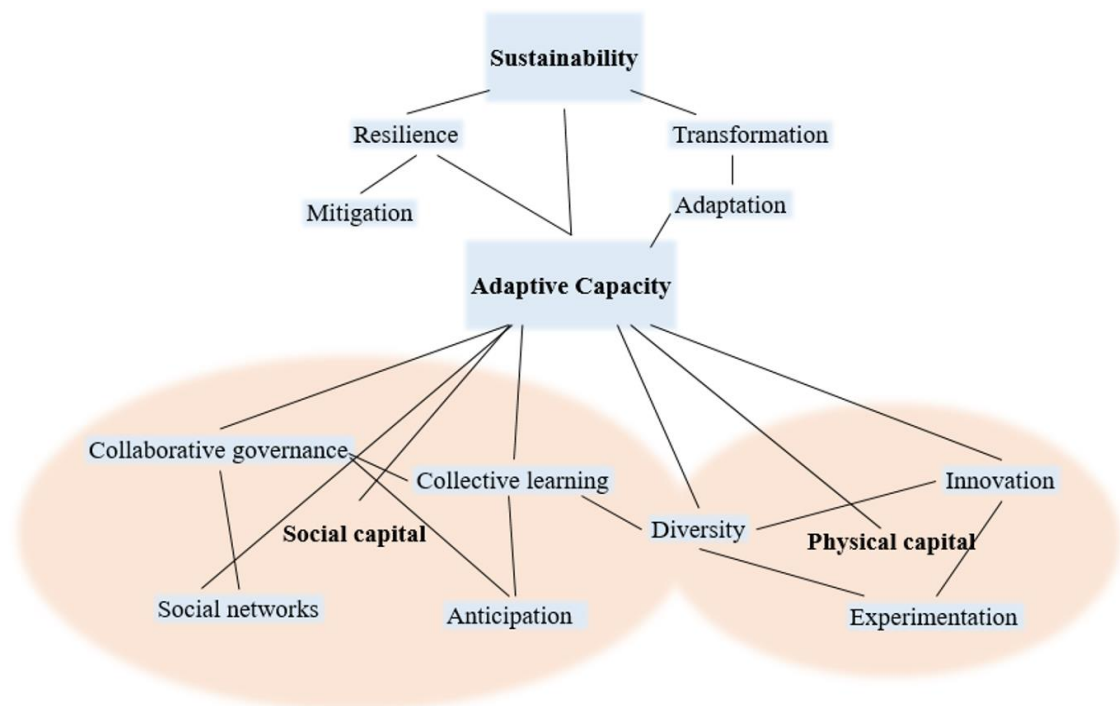 Sustainability
Resilience
Transformation
Mitigation
Adaptation
Adaptive Capacity
Collaborative governance
Collective learning
Innovation
Social capital
Diversity
Physical capital
Social networks
Anticipation
Experimentation